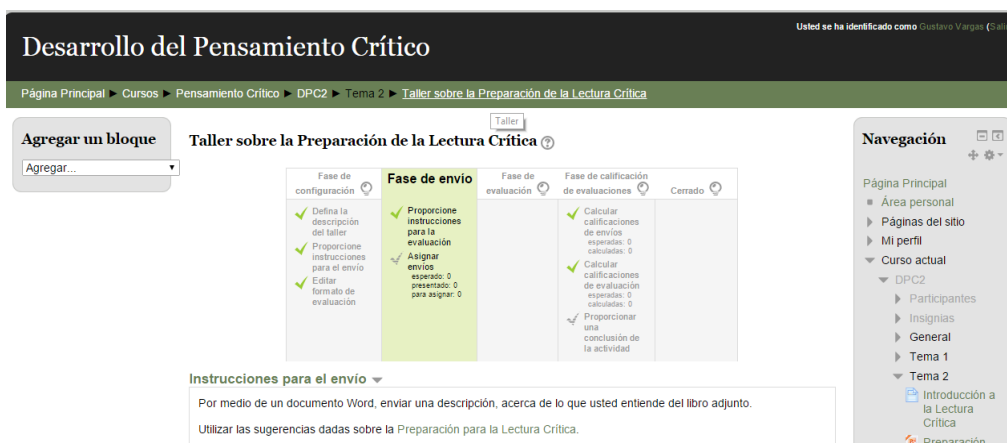 Usted se ha identificado como Gustavo Vargas (Sali
Desarrollo del Pensamiento Crítico
Página Principal ► Cursos ► Pensamiento Crítico ► DPC2 ► Tema 2 ► Taller sobre la Preparación de la Lectura Crítica
Taller
Agregar un bloque
Agregar...
Taller sobre la Preparación de la Lectura Crítica
Fase de
configuración
Defina la
descripción
del taller
Proporcione
instrucciones
para el envío
Editar
formato de
evaluación
Fase de envío
Proporcione
instrucciones
para la
evaluación
Asignar
envíos
esperado: 0
presentado: 0
para asignar: 0
Fase de
evaluación
Fase de calificación
de evaluaciones
Calcular
calificaciones
de envíos
esperadas: 0
calculadas: 0
Calcular
calificaciones
de evaluación
esperadas: 0
calculadas: 0
Proporcionar
una
conclusión de
la actividad
Cerrado
Instrucciones para el envío
Por medio de un documento Word, enviar una descripción, acerca de lo que usted entiende del libro adjunto.
Utilizar las sugerencias dadas sobre la Preparación para la Lectura Crítica.
Navegación
Página Principal
Área personal
Páginas del sitio
Mi perfil
Curso actual
DPC2
Participantes
Insignias
General
Tema 1
Tema 2
Introducción a
la Lectura
Crítica
Preparación